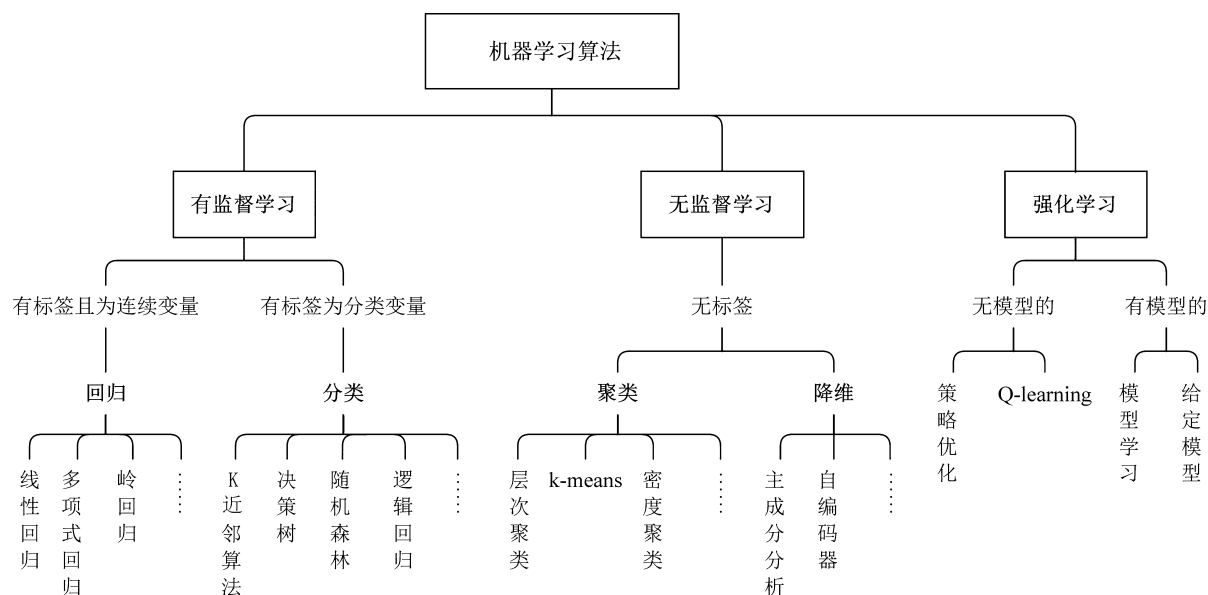 机器学习算法
有监督学习
无监督学习
强化学习
有标签且为连续变量
有标签为分类变量
无标签
无模型的
有模型的
回归
分类
聚类
降维
策略优化
Q-learning
模型学习
给定模型
线性回归
多项式回归
岭回归
……
K近邻算法
决策树
随机森林
逻辑回归
……
层次聚类
k-means
密度聚类
……
主成分分析
自编码器
……